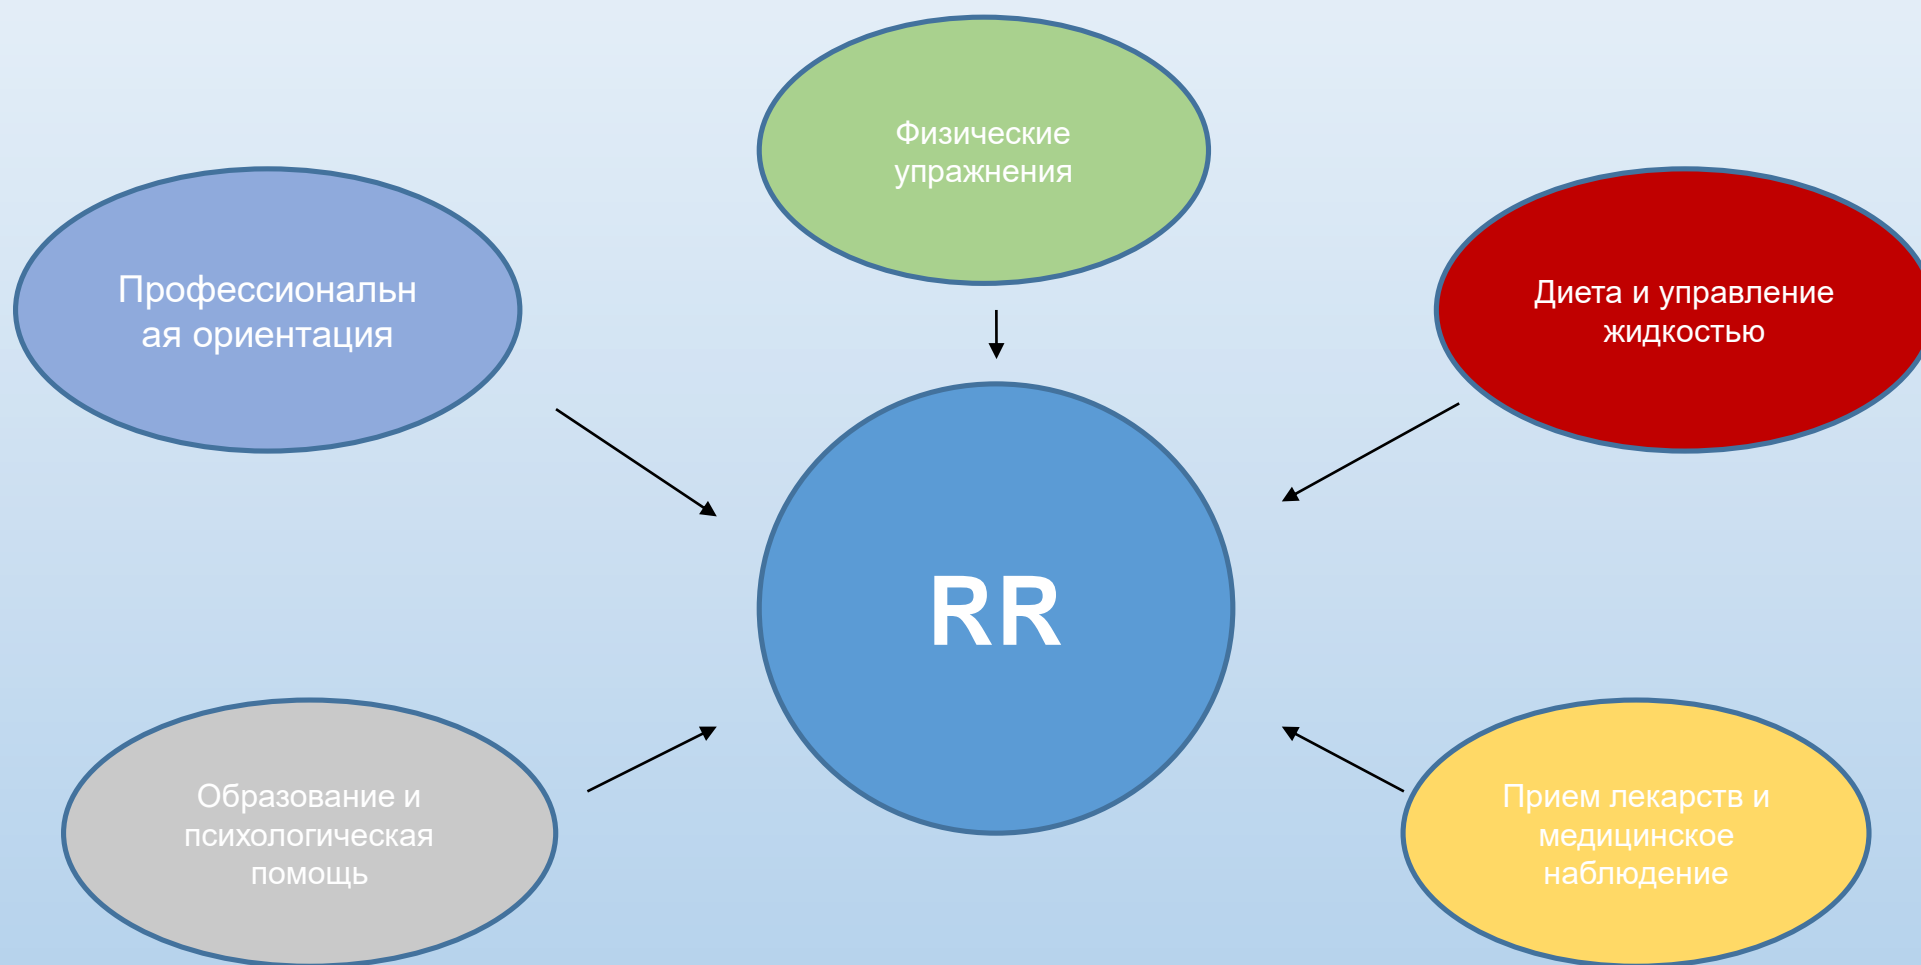 Физические
упражнения
Профессиональн
ая ориентация
Диета и управление
жидкостью
RR
Образование и
психологическая
помощь
Прием лекарств и
медицинское
наблюдение